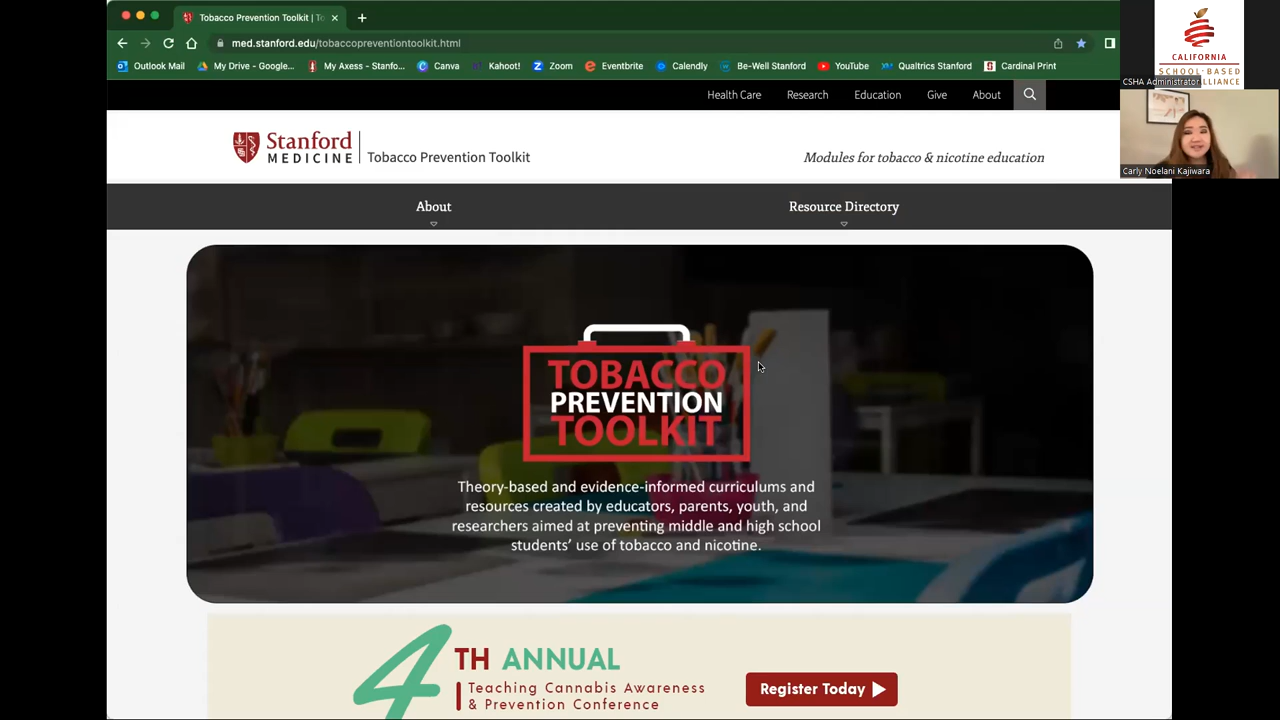 Tobacco Prevention Toolkit | To
med.stanford.edu/tobaccopreventiontoolkit.html
Outlook Mail
My Drive - Google...
My Axess - Stanfo...
Canva
Kahoot!
Zoom
Eventbrite
Calendly
Be-Well Stanford
YouTube
Qualtrics Stanford
Cardinal Print
Health Care
Research
Education
Give
About
Stanford
MEDICINE
Tobacco Prevention Toolkit
Modules for tobacco & nicotine education
About
Resource Directory
TOBACCO
PREVENTION
TOOLKIT
Theory-based and evidence-informed curriculums and
resources created by educators, parents, youth, and
researchers aimed at preventing middle and high school
students’ use of tobacco and nicotine.
4TH ANNUAL
Teaching Cannabis Awareness
& Prevention Conference
Register Today
CALIFORNIA
SCHOOL-BASED
LLIANCE
CSHA Administrator
Carly Noelani Kajiwara